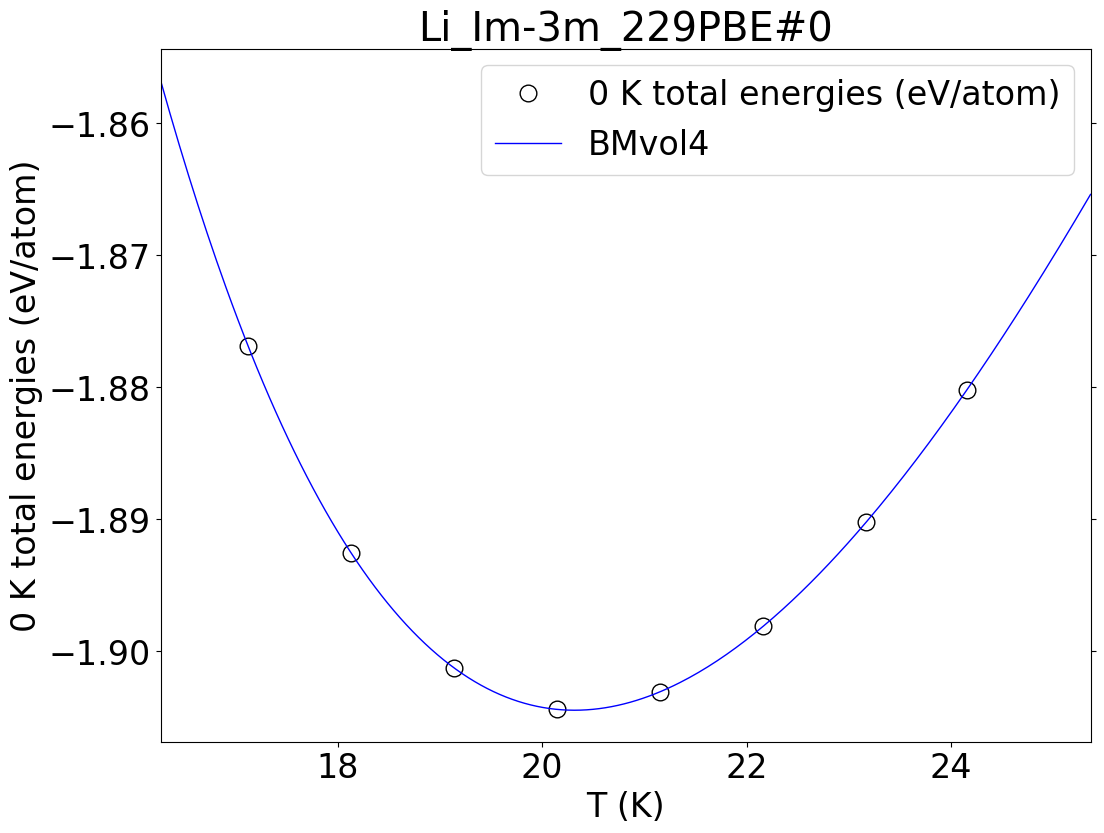 Li_Im-3m_229PBE#0
0 K total energies (eV/atom)
BMvol4
0 K total energies (eV/atom)
−1.86
−1.87
−1.88
−1.89
−1.90
18
20
22
24
T (K)